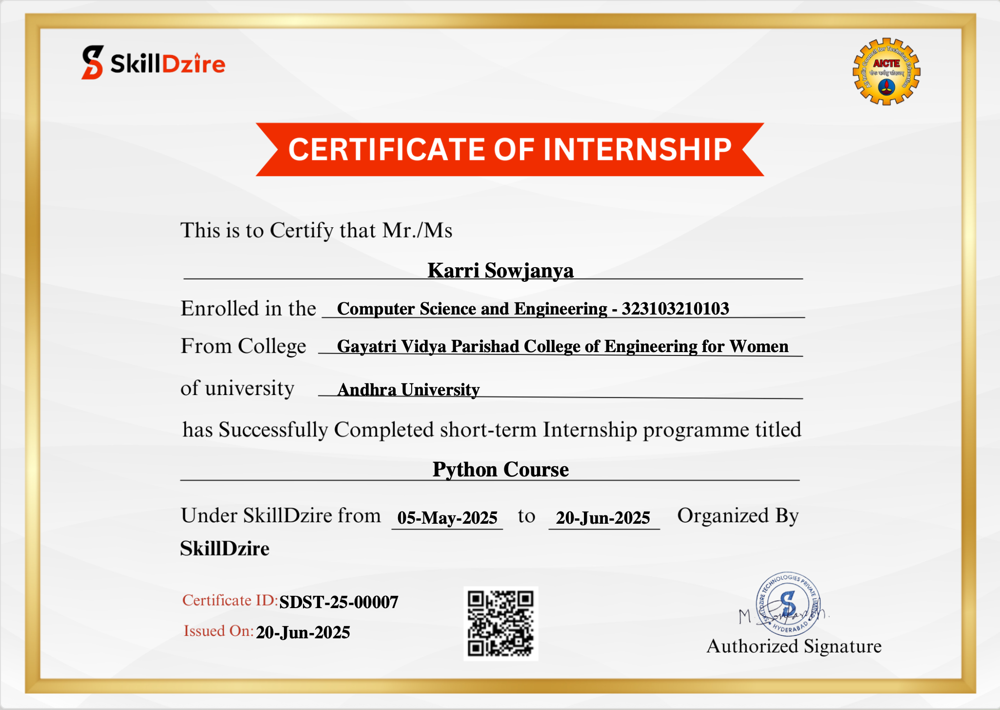 SkillDzire
All India Council for Technical Education
AICTE
योगः कर्मसु कौशलम्
CERTIFICATE OF INTERNSHIP
This is to Certify that Mr./Ms
Karri Sowjanya
Enrolled in the Computer Science and Engineering - 323103210103
From College Gayatri Vidya Parishad College of Engineering for Women
of university Andhra University
has Successfully Completed short-term Internship programme titled
Python Course
Under SkillDzire from 05-May-2025 to 20-Jun-2025 Organized By
SkillDzire
Certificate ID: SDST-25-00007
Issued On: 20-Jun-2025
SKILLDZIRE TECHNOLOGIES PRIVATE LIMITED
HYDERABAD
M.
Authorized Signature